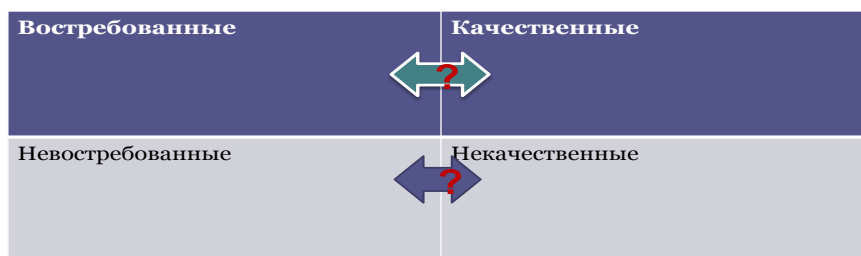 Востребованные
Качественные
?
Невостребованные
Некачественные
?